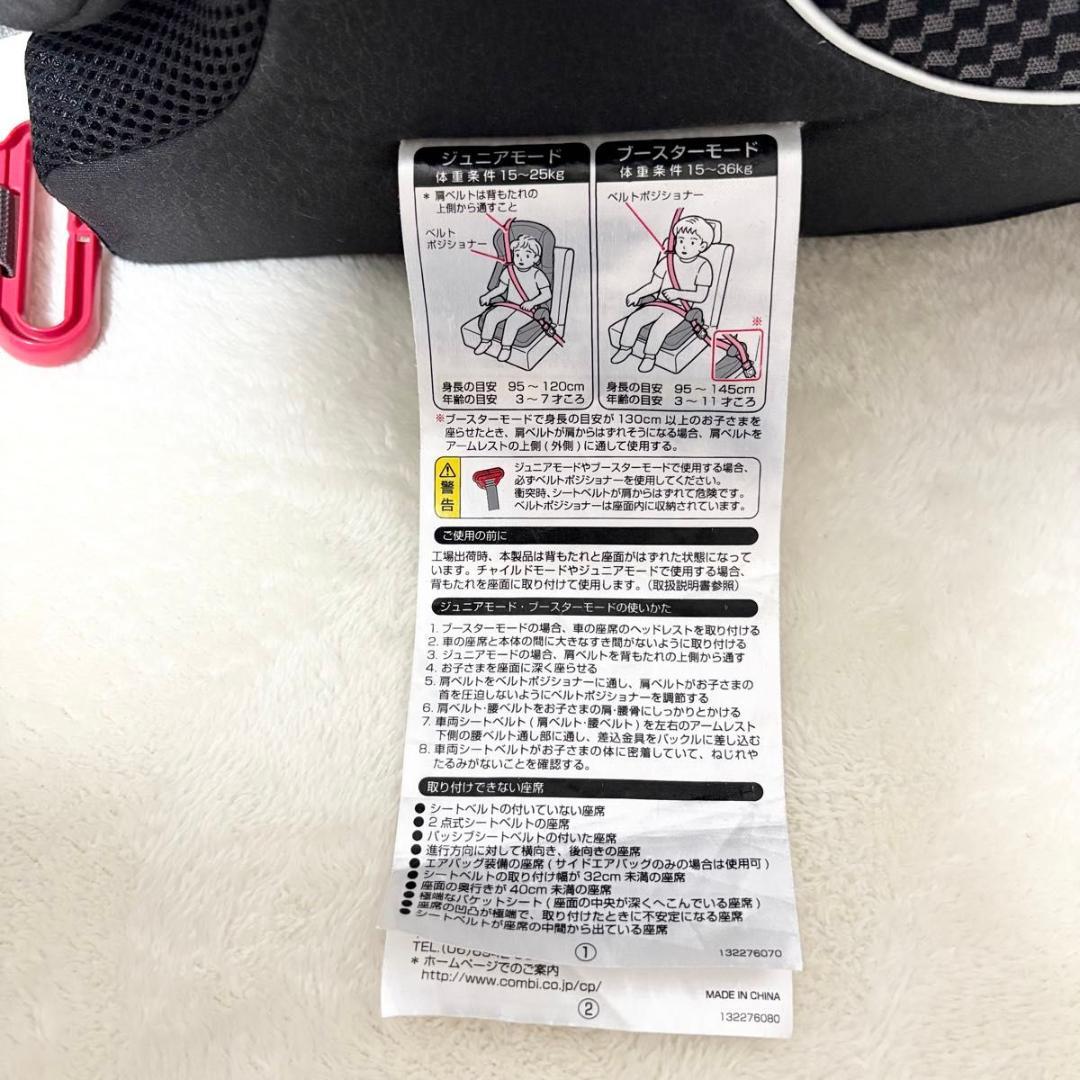 ジュニアモード
体重条件 15~25kg
* 肩ベルトは背もたれの
上側から通すこと
ベルト
ポジショナー
身長の目安 95 ~ 120cm
年齢の目安 3 ~ 7 才ころ
ブースターモード
体重条件 15~36kg
ベルトポジショナー
※
身長の目安 95 ~ 145cm
年齢の目安 3 ~ 11 才ころ
※ブースターモードで身長の目安が 130cm 以上のお子さまを
座らせたとき、肩ベルトが肩からはずれそうになる場合、肩ベルトを
アームレストの上側 ( 外側 ) に通して使用する。
警告
ジュニアモードやブースターモードで使用する場合、
必ずベルトポジショナーを使用してください。
衝突時、シートベルトが肩からはずれて危険です。
ベルトポジショナーは座面内に収納されています。
ご使用の前に
工場出荷時、本製品は背もたれと座面がはずれた状態になって
います。チャイルドモードやジュニアモードで使用する場合、
背もたれを座面に取り付けて使用します。（取扱説明書参照）
ジュニアモード・ブースターモードの使いかた
1. ブースターモードの場合、車の座席のヘッドレストを取り付ける
2. 車の座席と本体の間に大きなすき間がないように取り付ける
3. ジュニアモードの場合、肩ベルトを背もたれの上側から通す
4. お子さまを座面に深く座らせる
5. 肩ベルトをベルトポジショナーに通し、肩ベルトがお子さまの
首を圧迫しないようにベルトポジショナーを調節する
6. 肩ベルト・腰ベルトをお子さまの肩・腰骨にしっかりとかける
7. 車両シートベルト ( 肩ベルト・腰ベルト ) を左右のアームレスト
下側の腰ベルト通し部に通し、差込金具をバックルに差し込む
8. 車両シートベルトがお子さまの体に密着していて、ねじれや
たるみがないことを確認する。
取り付けできない座席
● シートベルトの付いていない座席
● 2 点式シートベルトの座席
● パッシブシートベルトの付いた座席
● 進行方向に対して横向き、後向きの座席
● エアバッグ装備の座席 ( サイドエアバッグのみの場合は使用可 )
● シートベルトの取り付け幅が 32cm 未満の座席
● 座面の奥行きが 40cm 未満の座席
● 極端なバケットシート ( 座面の中央が深くへこんでいる座席 )
● 座席の凹凸が極端で、取り付けたときに不安定になる座席
● シートベルトが座席の中間から出ている座席
① 132276070
* ホームページでのご案内
http://www.combi.co.jp/cp/
MADE IN CHINA
② 132276080